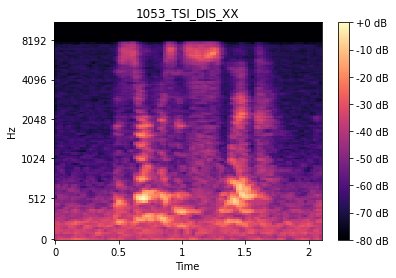 1053_TSI_DIS_XX
+0 dB
8192
-10 dB
4096
-20 dB
-30 dB
2048
-40 dB
Hz
1024
-50 dB
512
-60 dB
-70 dB
0
-80 dB
0 0.5 1 1.5 2
Time